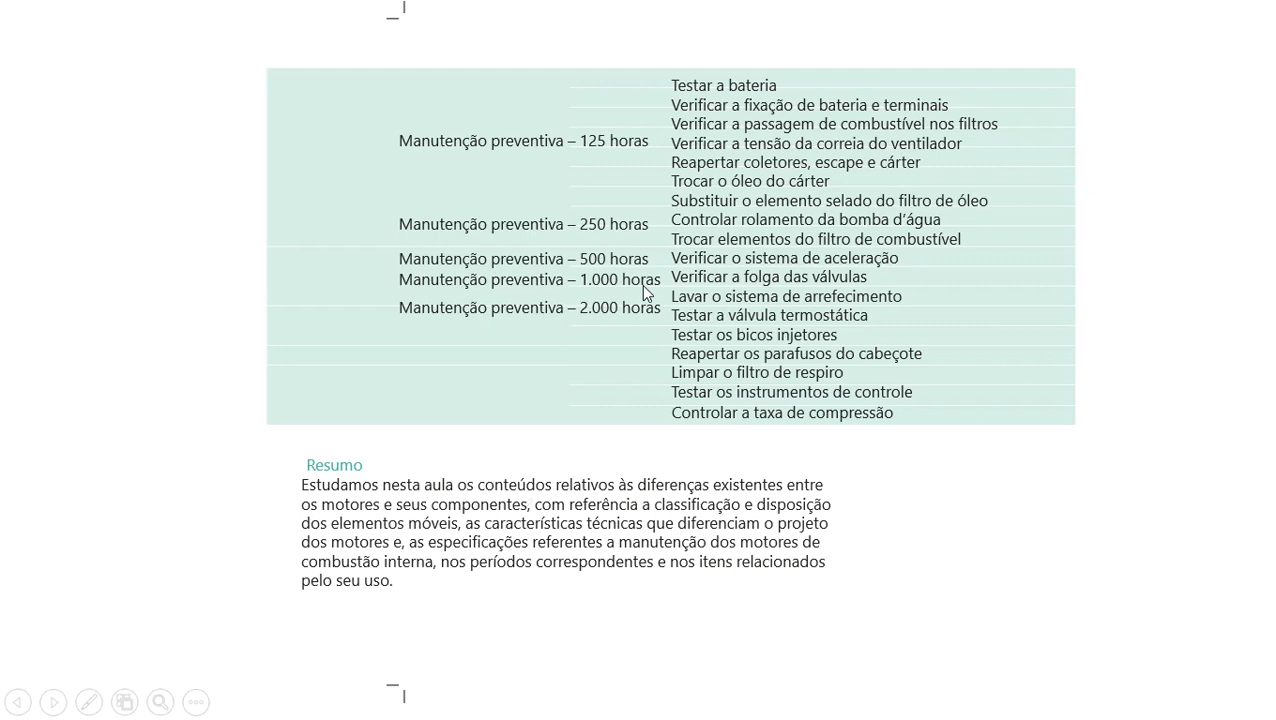 Testar a bateria
Verificar a fixação de bateria e terminais
Verificar a passagem de combustível nos filtros
Manutenção preventiva – 125 horas
Verificar a tensão da correia do ventilador
Reapertar coletores, escape e cárter
Trocar o óleo do cárter
Substituir o elemento selado do filtro de óleo
Manutenção preventiva – 250 horas
Controlar rolamento da bomba d’água
Trocar elementos do filtro de combustível
Manutenção preventiva – 500 horas
Verificar o sistema de aceleração
Manutenção preventiva – 1.000 horas
Verificar a folga das válvulas
Lavar o sistema de arrefecimento
Manutenção preventiva – 2.000 horas
Testar a válvula termostática
Testar os bicos injetores
Reapertar os parafusos do cabeçote
Limpar o filtro de respiro
Testar os instrumentos de controle
Controlar a taxa de compressão
Resumo
Estudamos nesta aula os conteúdos relativos às diferenças existentes entre
os motores e seus componentes, com referência a classificação e disposição
dos elementos móveis, as características técnicas que diferenciam o projeto
dos motores e, as especificações referentes a manutenção dos motores de
combustão interna, nos períodos correspondentes e nos itens relacionados
pelo seu uso.